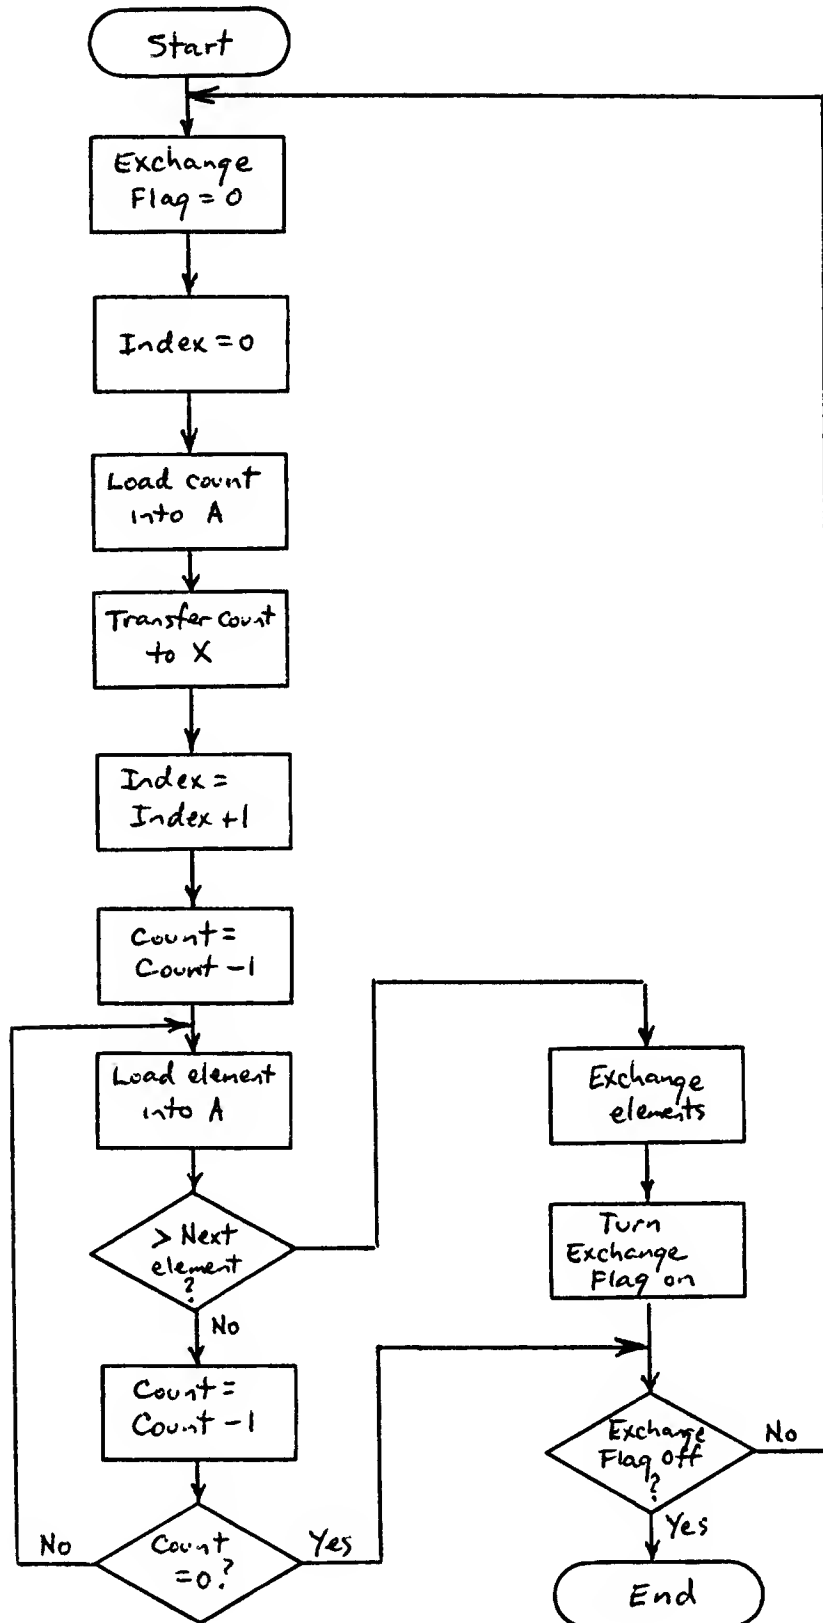 Start
Exchange
Flag = 0
Index = 0
Load count
into A
Transfer count
to X
Index =
Index +1
Count =
Count -1
Load element
into A
> Next
element
?
No
Count =
Count -1
Count
=0?
No
Yes
Exchange
elements
Turn
Exchange
Flag on
Exchange
Flag Off
?
No
Yes
End